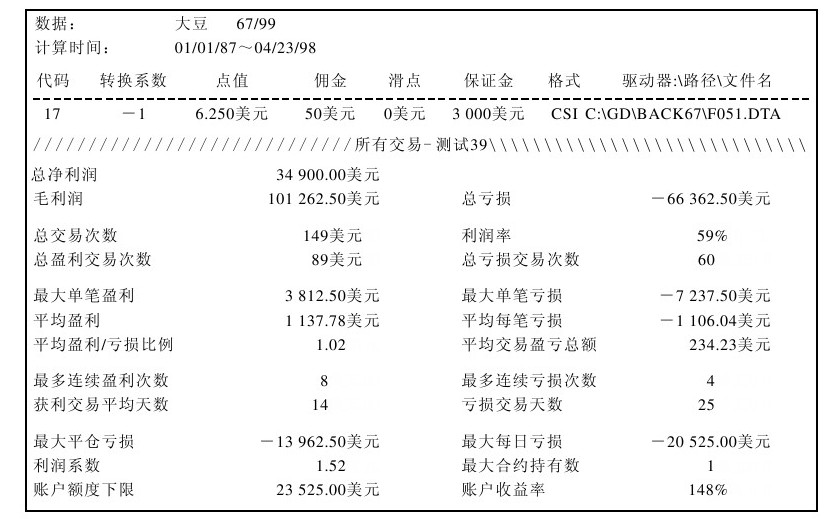 数据： 大豆 67/99
计算时间： 01/01/87～04/23/98
代码 转换系数 点值 佣金 滑点 保证金 格式 驱动器:\路径\文件名
17 －1 6.250美元 50美元 0美元 3 000美元 CSI C:\GD\BACK67\F051.DTA
//////////////////////////////所有交易－测试39\\\\\\\\\\\\\\\\\\\\\\\\\\\\\\
总净利润 34 900.00美元
毛利润 101 262.50美元 总亏损 －66 362.50美元
总交易次数 149美元 利润率 59%
总盈利交易次数 89美元 总亏损交易次数 60
最大单笔盈利 3 812.50美元 最大单笔亏损 －7 237.50美元
平均盈利 1 137.78美元 平均每笔亏损 －1 106.04美元
平均盈利/亏损比例 1.02 平均交易盈亏总额 234.23美元
最多连续盈利次数 8 最多连续亏损次数 4
获利交易平均天数 14 亏损交易天数 25
最大平仓亏损 －13 962.50美元 最大每日亏损 －20 525.00美元
利润系数 1.52 最大合约持有数 1
账户额度下限 23 525.00美元 账户收益率 148%